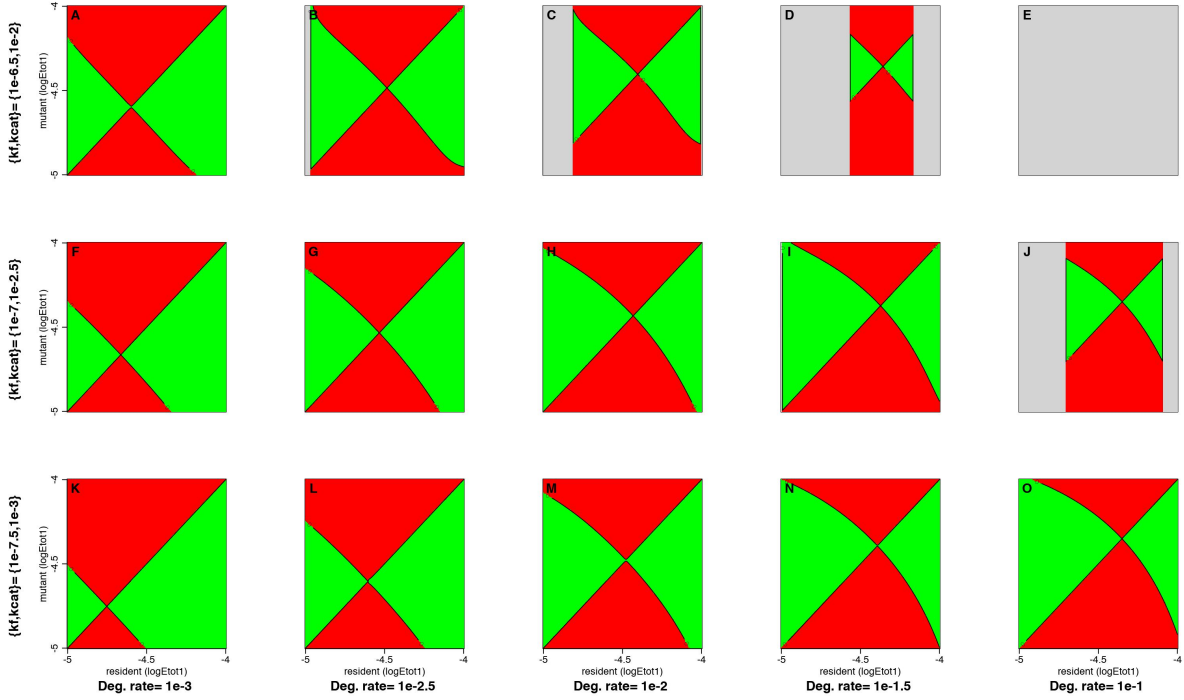 {kf,kcat}= {1e-6.5,1e-2}
mutant (logEtot1)
-4
-4.5
-5
A
B
C
D
E
{kf,kcat}= {1e-7,1e-2.5}
mutant (logEtot1)
-4
-4.5
-5
F
G
H
I
J
{kf,kcat}= {1e-7.5,1e-3}
mutant (logEtot1)
-4
-4.5
-5
K
L
M
N
O
-5 -4.5 -4 -5 -4.5 -4 -5 -4.5 -4 -5 -4.5 -4 -5 -4.5 -4
resident (logEtot1) resident (logEtot1) resident (logEtot1) resident (logEtot1) resident (logEtot1)
Deg. rate= 1e-3 Deg. rate= 1e-2.5 Deg. rate= 1e-2 Deg. rate= 1e-1.5 Deg. rate= 1e-1